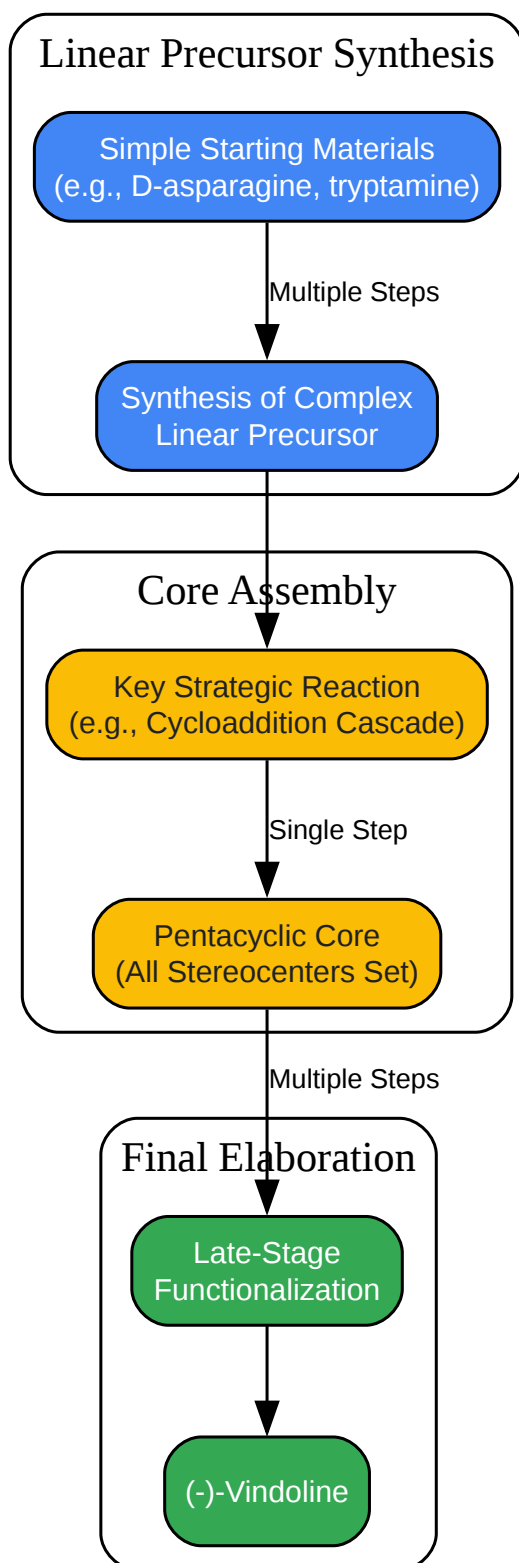 Linear Precursor Synthesis
Simple Starting Materials
(e.g., D-asparagine, tryptamine)
Multiple Steps
Synthesis of Complex
Linear Precursor
Core Assembly
Key Strategic Reaction
(e.g., Cycloaddition Cascade)
Single Step
Pentacyclic Core
(All Stereocenters Set)
Multiple Steps
Final Elaboration
Late-Stage
Functionalization
(-)-Vindoline